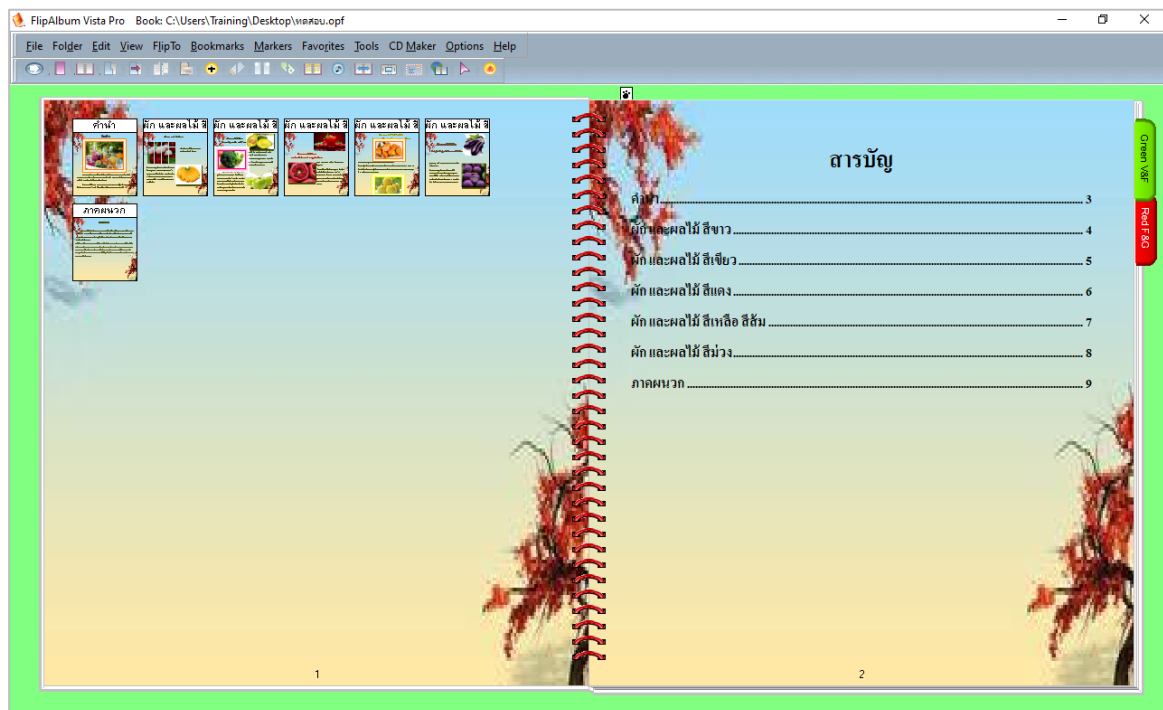 FlipAlbum Vista Pro Book: C:\Users\Training\Desktop\ทดสอบ.opf
File Folder Edit View FlipTo Bookmarks Markers Favorites Tools CD Maker Options Help
คำนำ ผัก และผลไม้ สี ผัก และผลไม้ สี ผัก และผลไม้ สี ผัก และผลไม้ สี ผัก และผลไม้ สี
ภาคผนวก
1
สารบัญ
คำนำ 3
ผัก และผลไม้ สีขาว 4
ผัก และผลไม้ สีเขียว 5
ผัก และผลไม้ สีแดง 6
ผัก และผลไม้ สีเหลือ สีส้ม 7
ผัก และผลไม้ สีม่วง 8
ภาคผนวก 9
2
Green V&F
Red F&G